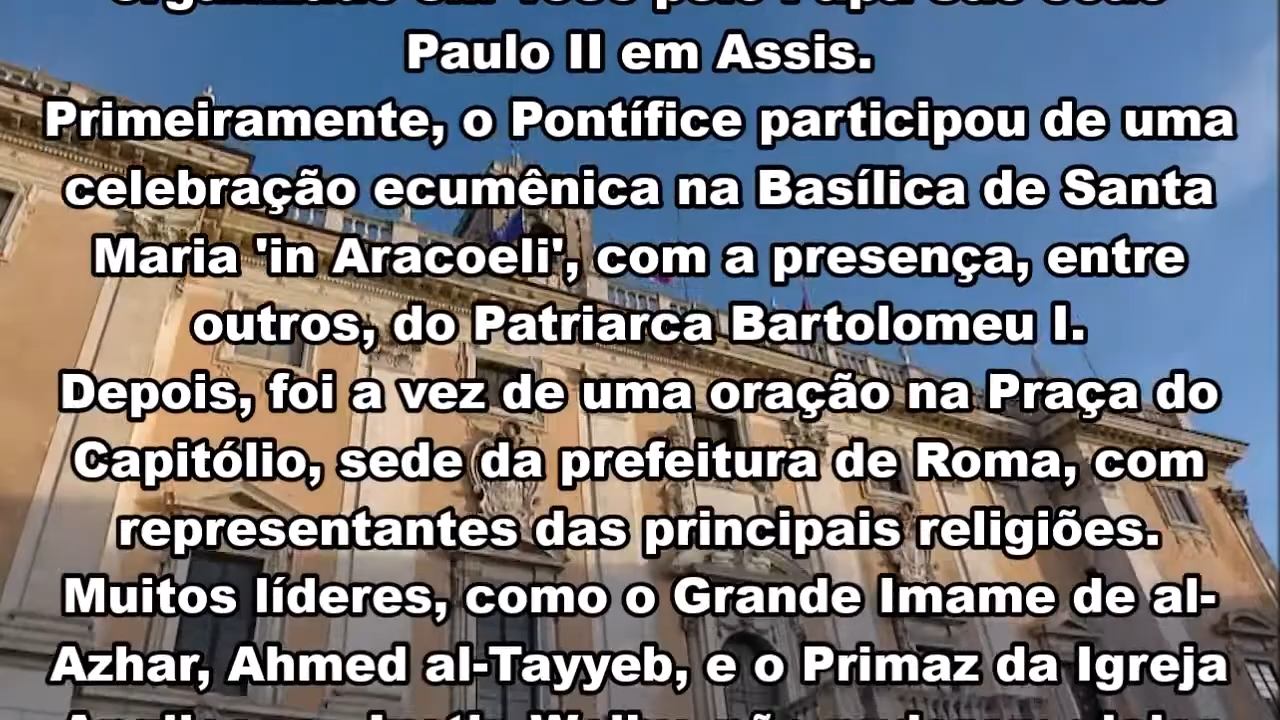 Paulo II em Assis.
Primeiramente, o Pontífice participou de uma
celebração ecumênica na Basílica de Santa
Maria 'in Aracoeli', com a presença, entre
outros, do Patriarca Bartolomeu I.
Depois, foi a vez de uma oração na Praça do
Capitólio, sede da prefeitura de Roma, com
representantes das principais religiões.
Muitos líderes, como o Grande Imame de al-
Azhar, Ahmed al-Tayyeb, e o Primaz da Igreja